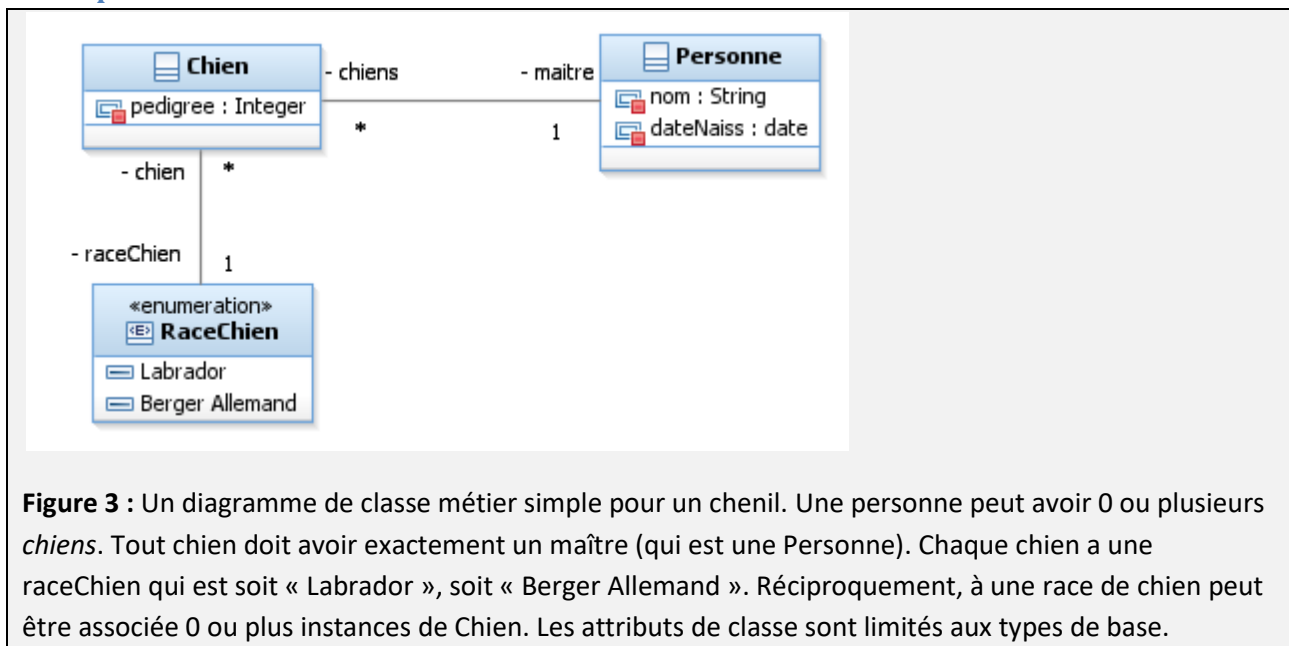 Chien
pedigree : Integer
- chiens
*
- maitre
1
Personne
nom : String
dateNaiss : date
- chien
*
- raceChien
1
«enumeration»
RaceChien
Labrador
Berger Allemand
Figure 3 : Un diagramme de classe métier simple pour un chenil. Une personne peut avoir 0 ou plusieurs
chiens. Tout chien doit avoir exactement un maître (qui est une Personne). Chaque chien a une
raceChien qui est soit « Labrador », soit « Berger Allemand ». Réciproquement, à une race de chien peut
être associée 0 ou plus instances de Chien. Les attributs de classe sont limités aux types de base.